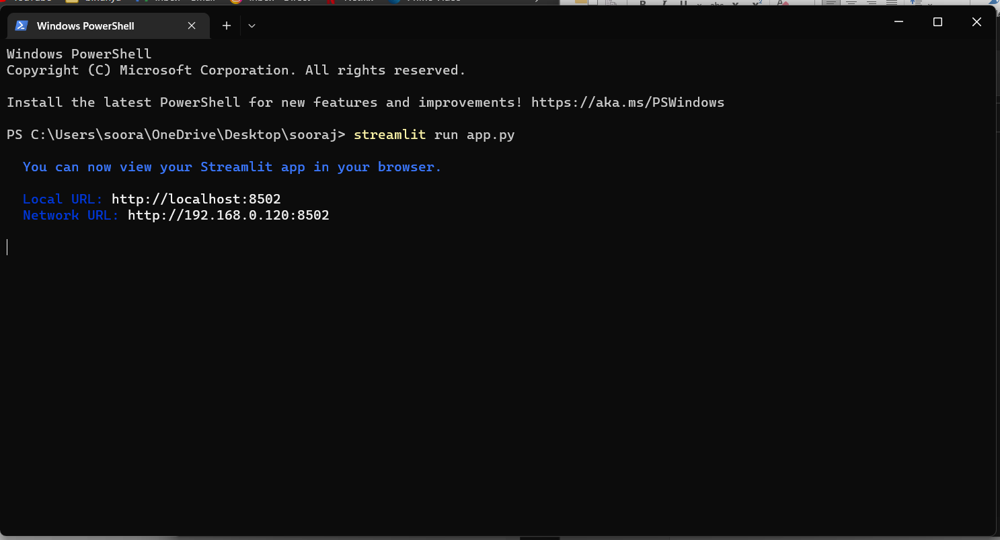 Windows PowerShell
Windows PowerShell
Copyright (C) Microsoft Corporation. All rights reserved.
Install the latest PowerShell for new features and improvements! https://aka.ms/PSWindows
PS C:\Users\soora\OneDrive\Desktop\sooraj> streamlit run app.py
You can now view your Streamlit app in your browser.
Local URL: http://localhost:8502
Network URL: http://192.168.0.120:8502